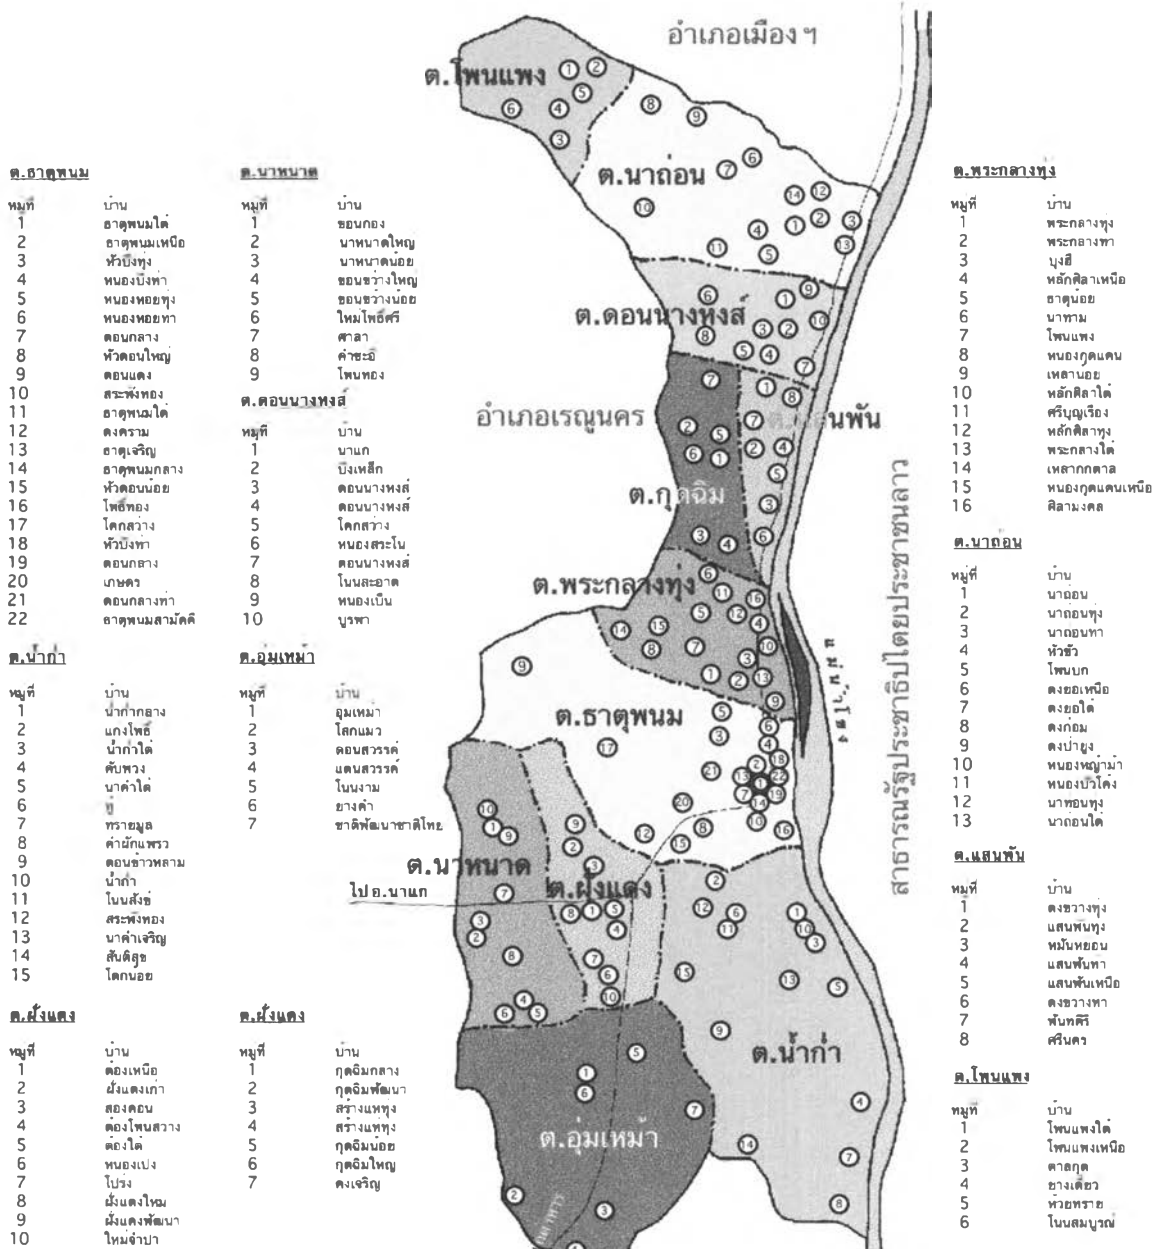 อำเภอเมือง ฯ
ต.โพนแพง
ต.นาถ่อน
ต.ดอนนางหงส์
อำเภอเรณูนคร
ต.แสนพัน
ต.กุดฉิม
ต.พระกลางทุ่ง
ต.ธาตุพนม
ต.นาหนาด
ไป อ.นาแก
ต.ฝั่งแดง
ต.น้ำก่ำ
ต.อุ่มเหม้า
แม่น้ำโขง
สาธารณรัฐประชาธิปไตยประชาชนลาว
ต.ธาตุพนม
หมู่ที่ บ้าน
1 ธาตุพนมใต้
2 ธาตุพนมเหนือ
3 หัวบึงทุ่ง
4 หนองบึงท่า
5 หนองหอยทุ่ง
6 หนองหอยท่า
7 ดอนกลาง
8 หัวดอนใหญ่
9 ดอนแดง
10 สระพังทอง
11 ธาตุพนมใต้
12 ดงคราม
13 ธาตุเจริญ
14 ธาตุพนมกลาง
15 หัวดอนน้อย
16 โพธิ์ทอง
17 โคกสว่าง
18 หัวบึงท่า
19 ดอนกลาง
20 เกษตร
21 ดอนกลางท่า
22 ธาตุพนมสามัคคี
ต.น้ำก่ำ
หมู่ที่ บ้าน
1 น้ำก่ำกลาง
2 แกงโพธิ์
3 น้ำก่ำใต้
4 คับพวง
5 นาคำใต้
6
7 ทรายมูล
8 คำผักแพรว
9 ดอนข้าวหลาม
10 น้ำก่ำ
11 โนนสังข์
12 สระพังทอง
13 นาคำเจริญ
14 สันติสุข
15 โคกน้อย
ต.ฝั่งแดง
หมู่ที่ บ้าน
1 ต้องเหนือ
2 ฝั่งแดงเก่า
3 สองคอน
4 ต้องโพนสวาง
5 ต้องใต้
6 หนองเปง
7 โปร่ง
8 ฝั่งแดงใหม่
9 ฝั่งแดงพัฒนา
10 ใหม่จำปา
ต.นาหนาด
หมู่ที่ บ้าน
1 ขอนกอง
2 นาหนาดใหญ่
3 นาหนาดน้อย
4 ขอนขว้างใหญ่
5 ขอนขว้างน้อย
6 ใหม่โพธิ์ศรี
7 ศาลา
8 คำชะอี
9 โพนทอง
ต.ดอนนางหงส์
หมู่ที่ บ้าน
1 นาแก
2 บึงเหล็ก
3 ดอนนางหงส์
4 ดอนนางหงส์
5 โคกสว่าง
6 หนองสระโน
7 ดอนนางหงส์
8 โนนสะอาด
9 หนองเบ็น
10 บูรพา
ต.อุ่มเหม้า
หมู่ที่ บ้าน
1 อุ่มเหม้า
2 โสกแมว
3 ดอนสวรรค์
4 แดนสวรรค์
5 โนนงาม
6 ยางคำ
7 ชาติพัฒนาชาติไทย
ต.ฝั่งแดง
หมู่ที่ บ้าน
1 กุดฉิมกลาง
2 กุดฉิมพัฒนา
3 สร้างแห่ทุ่ง
4 สร้างแห่ทุ่ง
5 กุดฉิมน้อย
6 กุดฉิมใหญ่
7 ดงเจริญ
ต.พระกลางทุ่ง
หมู่ที่ บ้าน
1 พระกลางทุ่ง
2 พระกลางท่า
3 บุ่งฮี
4 หลักศิลาเหนือ
5 ธาตุน้อย
6 นาทาม
7 โพนแพง
8 หนองกุดแคน
9 เหล่าน้อย
10 หลักศิลาใต้
11 ศรีบุญเรือง
12 หลักศิลาทุ่ง
13 พระกลางใต้
14 เหล่ากกตาล
15 หนองกุดแคนเหนือ
16 ศิลามงคล
ต.นาถ่อน
หมู่ที่ บ้าน
1 นาถ่อน
2 นาถ่อนทุ่ง
3 นาถ่อนท่า
4 หัวขัว
5 โพนบก
6 ดงยอเหนือ
7 ดงยอใต้
8 ดงก้อม
9 ดงป่ายูง
10 หนองหญ้าม้า
11 หนองบัวโค้ง
12 นาหอนทุ่ง
13 นาถ่อนใต้
ต.แสนพัน
หมู่ที่ บ้าน
1 ดงขวางทุ่ง
2 แสนพันทุ่ง
3 หมันหย่อน
4 แสนพันท่า
5 แสนพันเหนือ
6 ดงขวางท่า
7 พันทศิริ
8 ศรีนคร
ต.โพนแพง
หมู่ที่ บ้าน
1 โพนแพงใต้
2 โพนแพงเหนือ
3 ตาลกุด
4 ยางเดี่ยว
5 ห้วยทราย
6 โนนสมบูรณ์